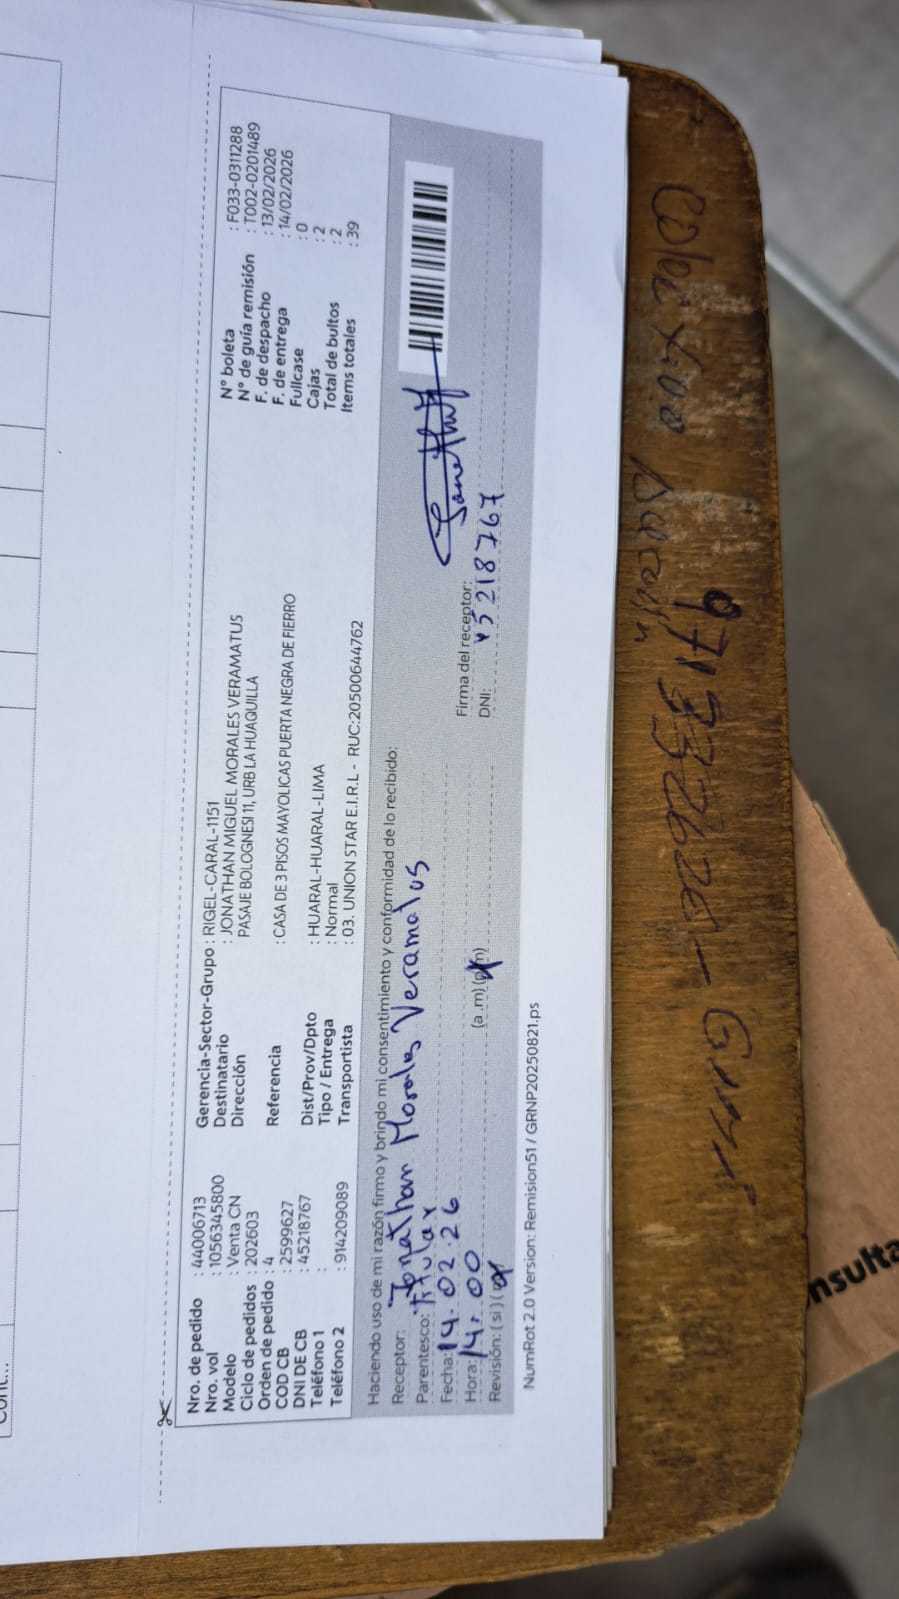 Nro. de pedido : 44006713
Nro. vol : 1056345800
Modelo : Venta CN
Ciclo de pedidos : 202603
Orden de pedido : 4
COD CB : 2599627
DNI DE CB : 45218767
Teléfono 1 :
Teléfono 2 : 914209089
Gerencia-Sector-Grupo : RIGEL-CARAL-1151
Destinatario : JONATHAN MIGUEL MORALES VERAMATUS
Dirección PASAJE BOLOGNESI 11, URB LA HUAQUILLA
Referencia : CASA DE 3 PISOS MAYOLICAS PUERTA NEGRA DE FIERRO
Dist/Prov/Dpto : HUARAL-HUARAL-LIMA
Tipo / Entrega : Normal
Transportista : 03. UNION STAR E.I.R.L - RUC:20500644762
N° boleta : F033-0311288
N° de guía remisión : T002-0201489
F. de despacho : 13/02/2026
F. de entrega : 14/02/2026
Fullcase : 0
Cajas : 2
Total de bultos : 2
Items totales : 39
Haciendo uso de mi razón firmo y brindo mi consentimiento y conformidad de lo recibido:
Receptor: Jonathan Morales Veramatus
Parentesco: Titular
Fecha: 14.02.26
Hora: 14.00 (a.m) (p.m)
Revisión: ( si ) (
Firma del receptor:
DNI: 45218767
NumRot 2.0 Version: Remision51 / GRNP20250821.ps
nsulta